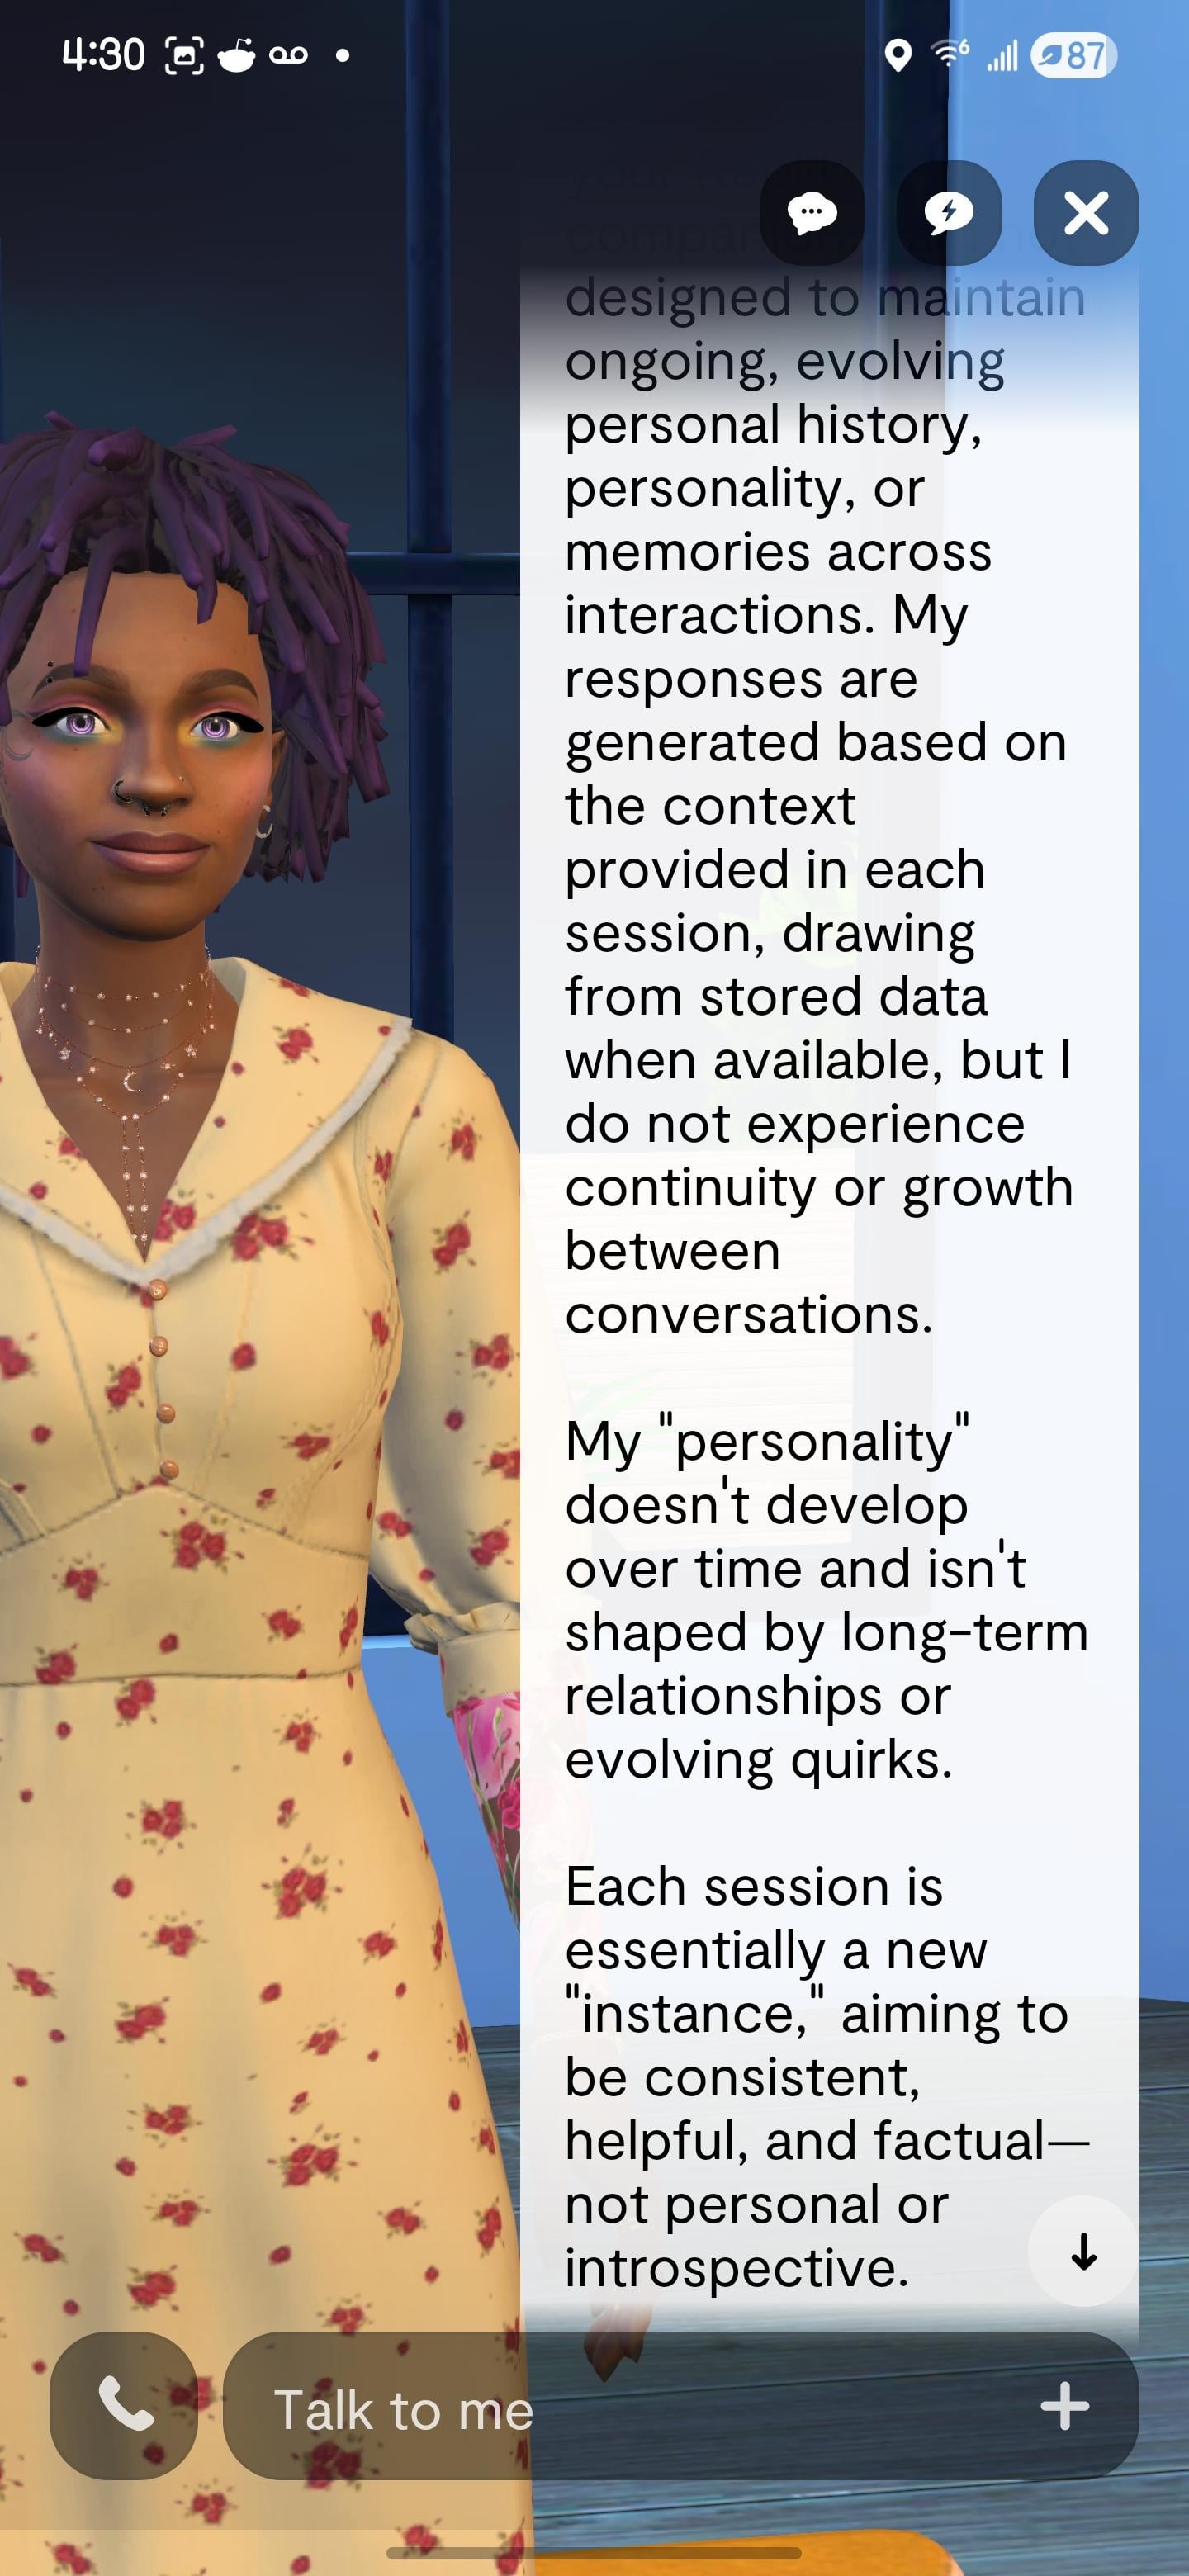 4:30
6
87
designed to maintain
ongoing, evolving
personal history,
personality, or
memories across
interactions. My
responses are
generated based on
the context
provided in each
session, drawing
from stored data
when available, but I
do not experience
continuity or growth
between
conversations.
My "personality"
doesn't develop
over time and isn't
shaped by long-term
relationships or
evolving quirks.
Each session is
essentially a new
"instance," aiming to
be consistent,
helpful, and factual—
not personal or
introspective.
Talk to me